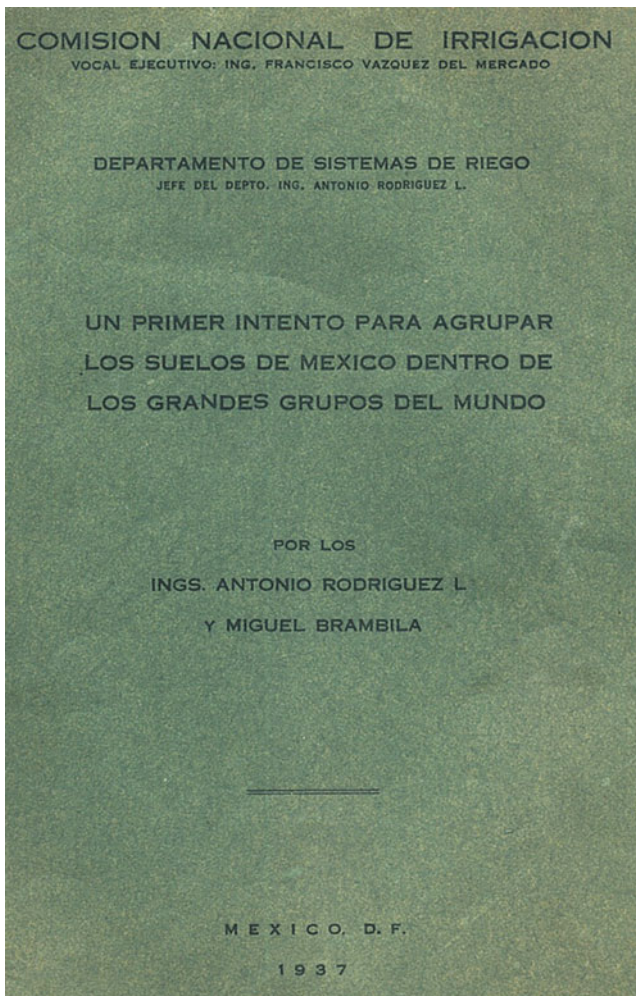 COMISION NACIONAL DE IRRIGACION
VOCAL EJECUTIVO: ING. FRANCISCO VAZQUEZ DEL MERCADO
DEPARTAMENTO DE SISTEMAS DE RIEGO
JEFE DEL DEPTO. ING. ANTONIO RODRIGUEZ L.
UN PRIMER INTENTO PARA AGRUPAR
LOS SUELOS DE MEXICO DENTRO DE
LOS GRANDES GRUPOS DEL MUNDO
POR LOS
INGS. ANTONIO RODRIGUEZ L
Y MIGUEL BRAMBILA
MEXICO, D. F.
1937